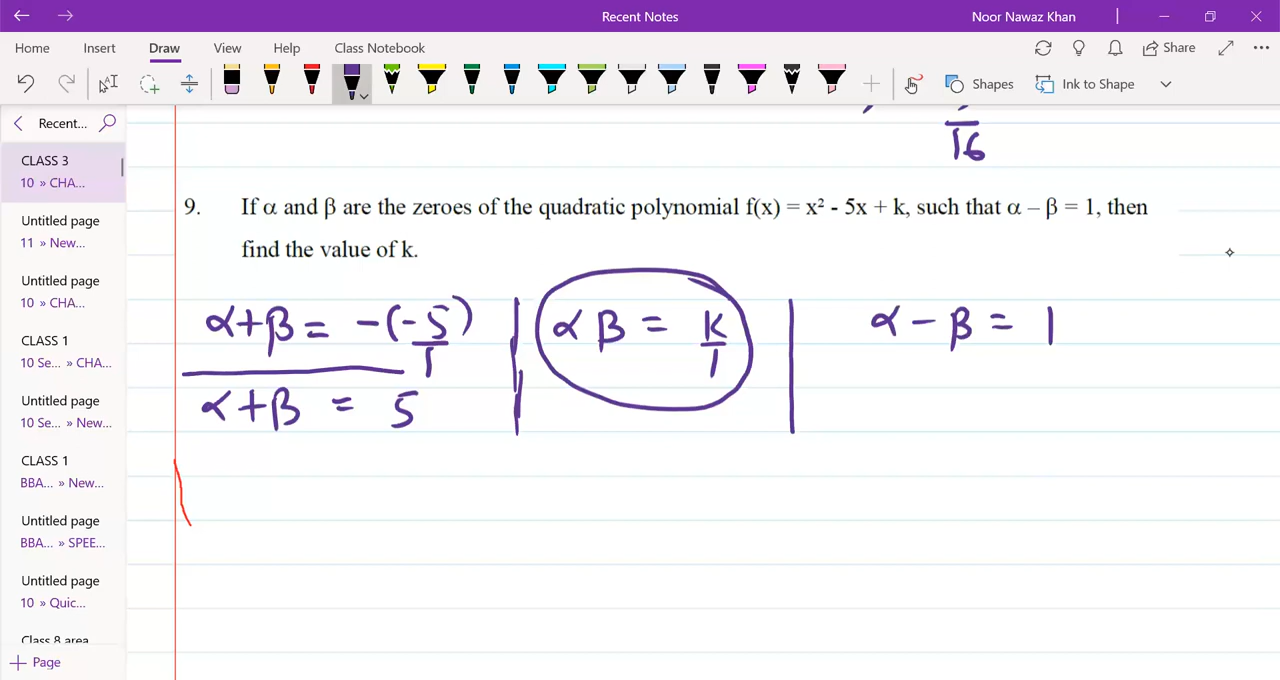 Recent Notes
Noor Nawaz Khan
Home Insert Draw View Help Class Notebook
Share
Shapes
Ink to Shape
Recent...
CLASS 3
10 » CHA...
Untitled page
11 » New...
Untitled page
10 » CHA...
CLASS 1
10 Se... » CHA...
Untitled page
10 Se... » New...
CLASS 1
BBA... » New...
Untitled page
BBA... » SPEE...
Untitled page
10 » Quic...
Class 8 area
+ Page
16
9. If α and β are the zeroes of the quadratic polynomial f(x) = x² - 5x + k, such that α – β = 1, then
find the value of k.
α+β = -(-5)/1
α+β = 5
αβ = k/1
α - β = 1